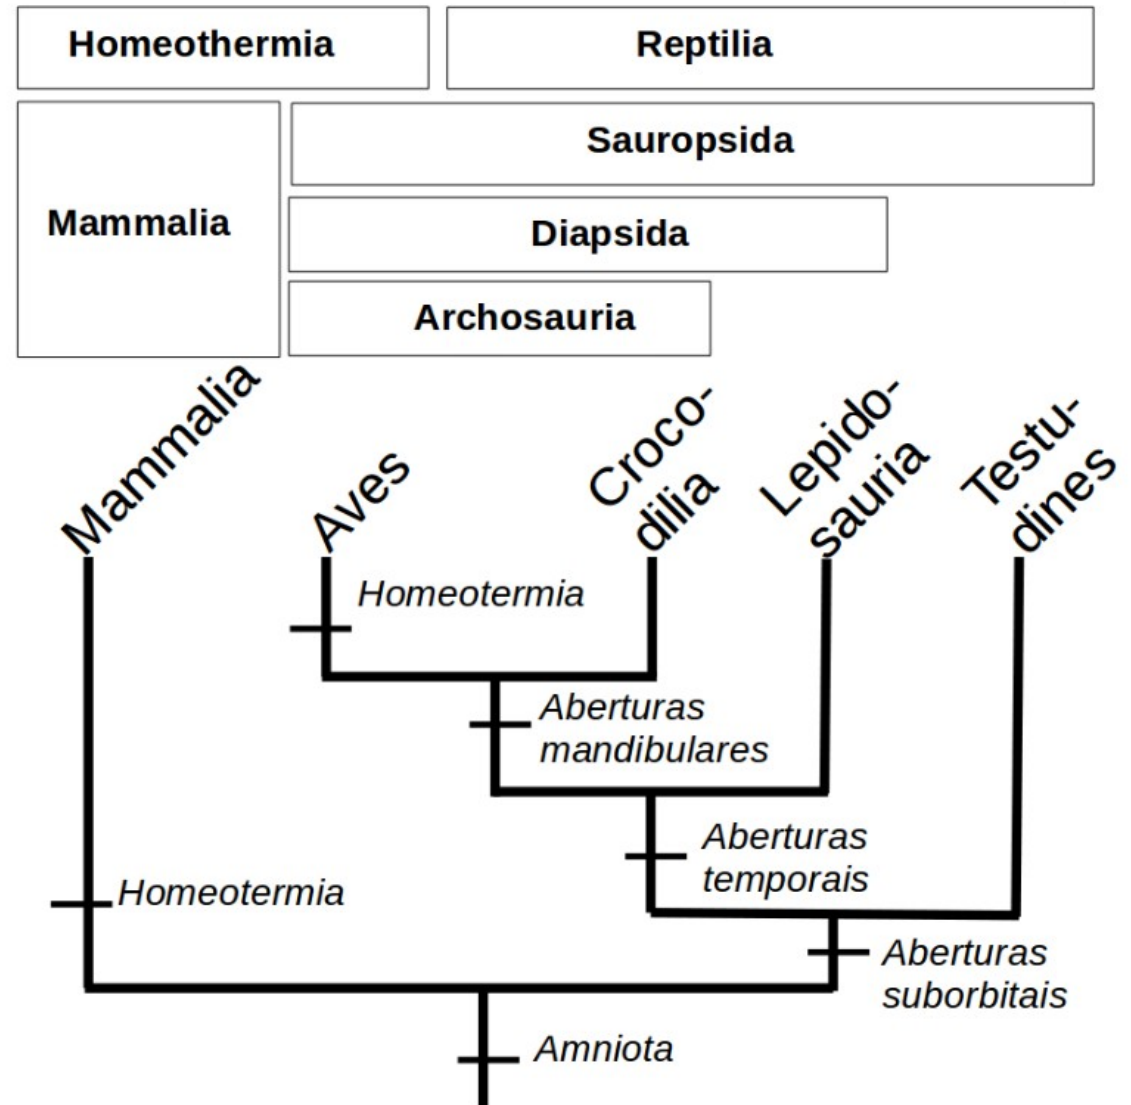 Homeothermia
Reptilia
Sauropsida
Mammalia
Diapsida
Archosauria
Mammalia
Aves
Croco-
dilia
Lepido-
sauria
Testu-
dines
Homeotermia
Aberturas
mandibulares
Aberturas
temporais
Homeotermia
Aberturas
suborbitais
Amniota